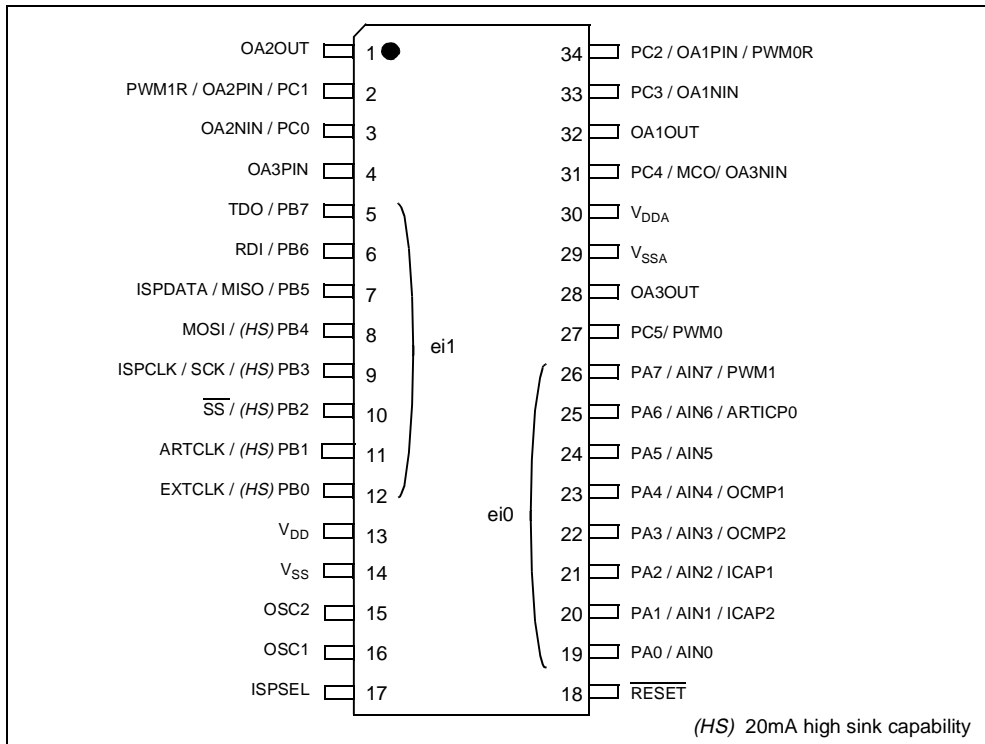 OA2OUT 1 34 PC2 / OA1PIN / PWM0R
PWM1R / OA2PIN / PC1 2 33 PC3 / OA1NIN
OA2NIN / PC0 3 32 OA1OUT
OA3PIN 4 31 PC4 / MCO/ OA3NIN
TDO / PB7 5 30 VDDA
RDI / PB6 6 29 VSSA
ISPDATA / MISO / PB5 7 28 OA3OUT
MOSI / (HS) PB4 8 27 PC5/ PWM0
ei1
ISPCLK / SCK / (HS) PB3 9 26 PA7 / AIN7 / PWM1
SS / (HS) PB2 10 25 PA6 / AIN6 / ARTICP0
ARTCLK / (HS) PB1 11 24 PA5 / AIN5
EXTCLK / (HS) PB0 12 23 PA4 / AIN4 / OCMP1
ei0
VDD 13 22 PA3 / AIN3 / OCMP2
VSS 14 21 PA2 / AIN2 / ICAP1
OSC2 15 20 PA1 / AIN1 / ICAP2
OSC1 16 19 PA0 / AIN0
ISPSEL 17 18 RESET
(HS) 20mA high sink capability